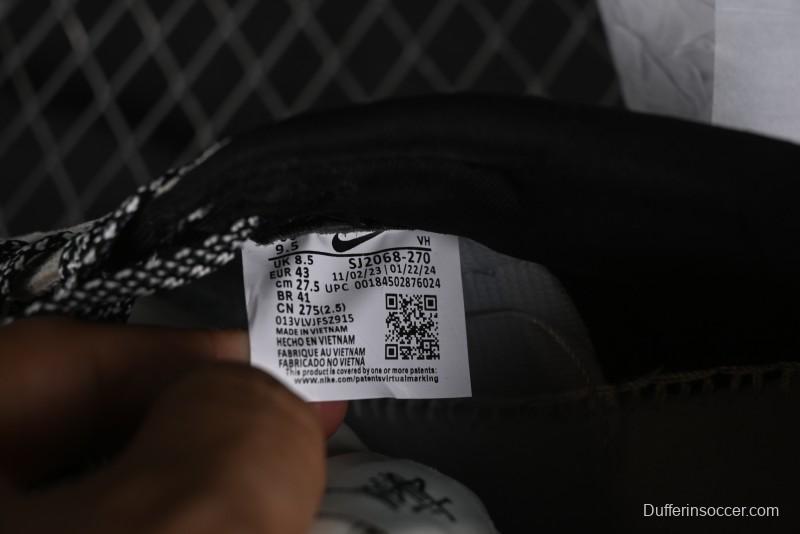 9.5
VH
UK 8.5
SJ2068-270
EUR 43
11/02/23 | 01/22/24
cm 27.5
UPC 00184502876024
BR 41
CN 275(2.5)
013VLVJFSZ915
MADE IN VIETNAM
HECHO EN VIETNAM
FABRIQUE AU VIETNAM
FABRICADO NO VIETNÃ
This product is covered by one or more patents:
www.nike.com/patentsvirtualmarking
Dufferinsoccer.com